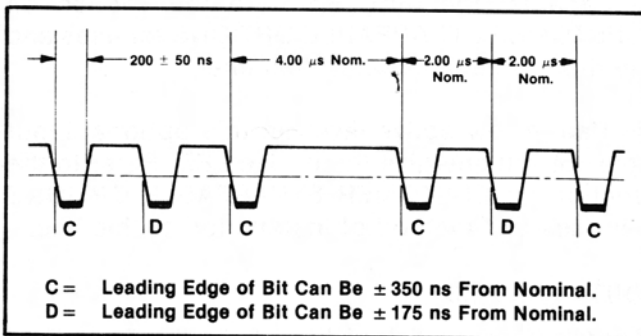 200 ± 50 ns
4.00 μs Nom.
2.00 μs Nom.
2.00 μs Nom.
C D C C D C
C = Leading Edge of Bit Can Be ± 350 ns From Nominal.
D = Leading Edge of Bit Can Be ± 175 ns From Nominal.